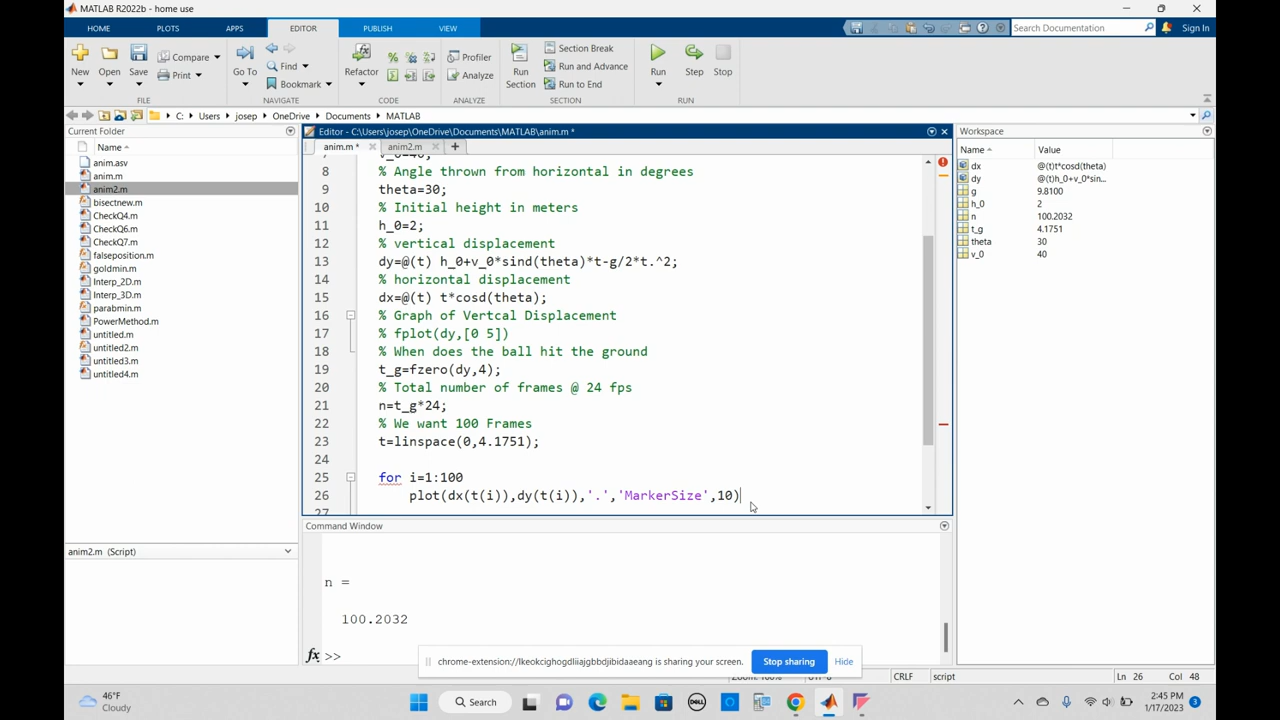 MATLAB R2022b - home use
HOME PLOTS APPS EDITOR PUBLISH VIEW
Search Documentation
Sign In
New Open Save
Compare
Print
Go To
Find
Bookmark
Refactor
Profiler
Analyze
Run Section
Section Break
Run and Advance
Run to End
Run Step Stop
FILE NAVIGATE CODE ANALYZE SECTION RUN
C: Users josep OneDrive Documents MATLAB
Current Folder
Name
anim.asv
anim.m
anim2.m
bisectnew.m
CheckQ4.m
CheckQ6.m
CheckQ7.m
falseposition.m
goldmin.m
Interp_2D.m
Interp_3D.m
parabmin.m
PowerMethod.m
untitled.m
untitled2.m
untitled3.m
untitled4.m
anim2.m (Script)
Editor - C:\Users\josep\OneDrive\Documents\MATLAB\anim.m *
anim.m * anim2.m
7 v_0=40;
8 % Angle thrown from horizontal in degrees
9 theta=30;
10 % Initial height in meters
11 h_0=2;
12 % vertical displacement
13 dy=@(t) h_0+v_0*sind(theta)*t-g/2*t.^2;
14 % horizontal displacement
15 dx=@(t) t*cosd(theta);
16 % Graph of Vertcal Displacement
17 % fplot(dy,[0 5])
18 % When does the ball hit the ground
19 t_g=fzero(dy,4);
20 % Total number of frames @ 24 fps
21 n=t_g*24;
22 % We want 100 Frames
23 t=linspace(0,4.1751);
24
25 for i=1:100
26 plot(dx(t(i)),dy(t(i)),'.','MarkerSize',10)
27
Command Window
n =
100.2032
fx >>
Workspace
Name Value
dx @(t)t*cosd(theta)
dy @(t)h_0+v_0*sin...
g 9.8100
h_0 2
n 100.2032
t_g 4.1751
theta 30
v_0 40
chrome-extension://lkeokcighogdliiajgbbdjibidaaeang is sharing your screen. Stop sharing Hide
Zoom: 100% UTF-8 CRLF script Ln 26 Col 48
46°F
Cloudy
Search
DELL
2:45 PM
1/17/2023
3